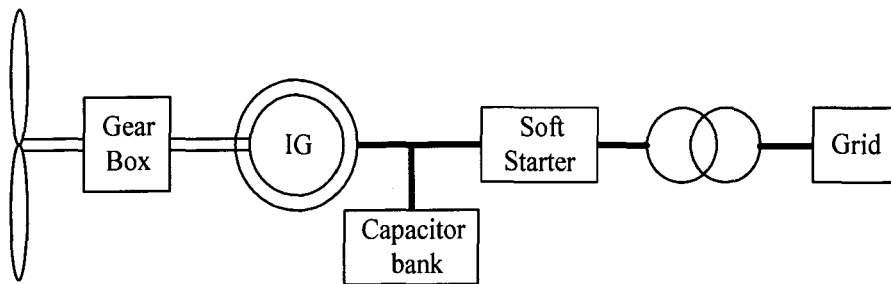 Gear
Box
IG
Soft
Starter
Grid
Capacitor
bank